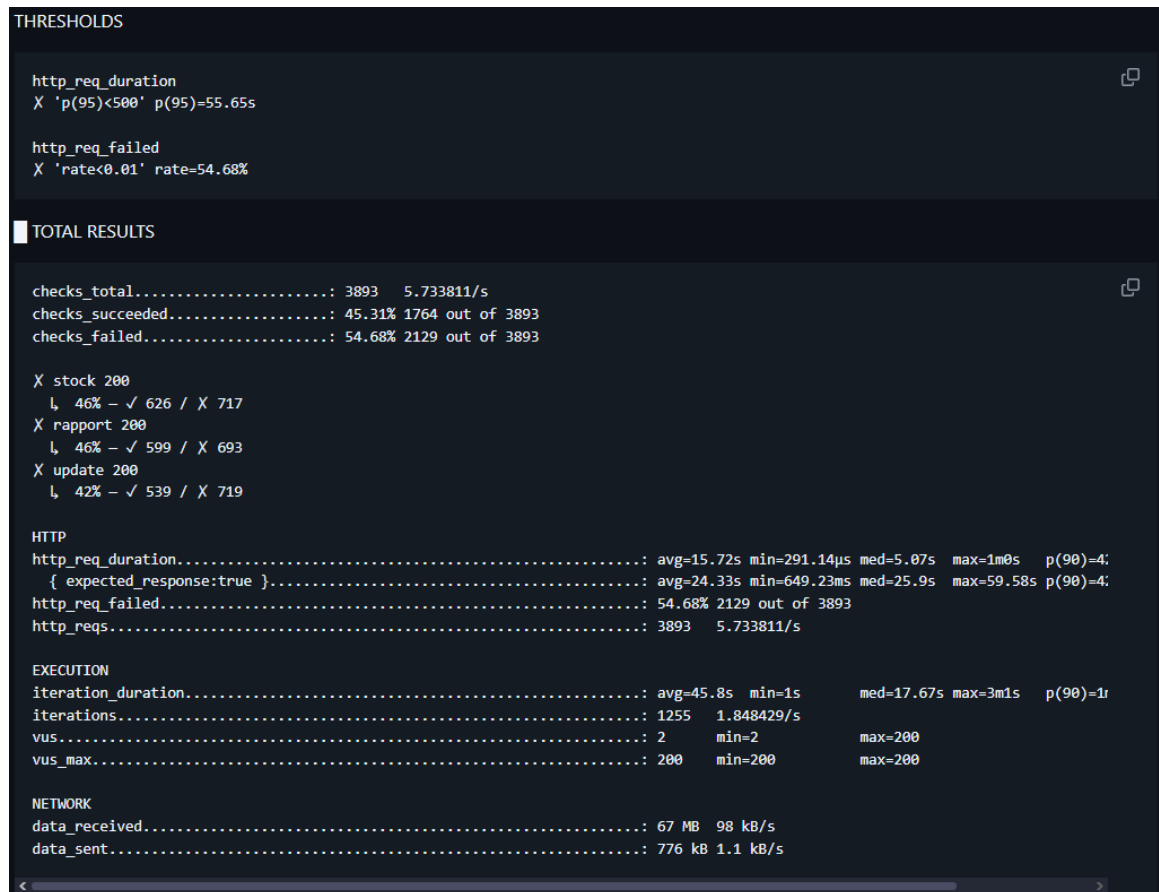 THRESHOLDS
http_req_duration
✗ 'p(95)<500' p(95)=55.65s
http_req_failed
✗ 'rate<0.01' rate=54.68%
TOTAL RESULTS
checks_total.......................: 3893 5.733811/s
checks_succeeded...................: 45.31% 1764 out of 3893
checks_failed......................: 54.68% 2129 out of 3893
✗ stock 200
↳ 46% — ✓ 626 / ✗ 717
✗ rapport 200
↳ 46% — ✓ 599 / ✗ 693
✗ update 200
↳ 42% — ✓ 539 / ✗ 719
HTTP
http_req_duration.......................................................: avg=15.72s min=291.14µs med=5.07s max=1m0s p(90)=42
{ expected_response:true }............................................: avg=24.33s min=649.23ms med=25.9s max=59.58s p(90)=42
http_req_failed.........................................................: 54.68% 2129 out of 3893
http_reqs...............................................................: 3893 5.733811/s
EXECUTION
iteration_duration......................................................: avg=45.8s min=1s med=17.67s max=3m1s p(90)=1m
iterations..............................................................: 1255 1.848429/s
vus.....................................................................: 2 min=2 max=200
vus_max.................................................................: 200 min=200 max=200
NETWORK
data_received...........................................................: 67 MB 98 kB/s
data_sent...............................................................: 776 kB 1.1 kB/s